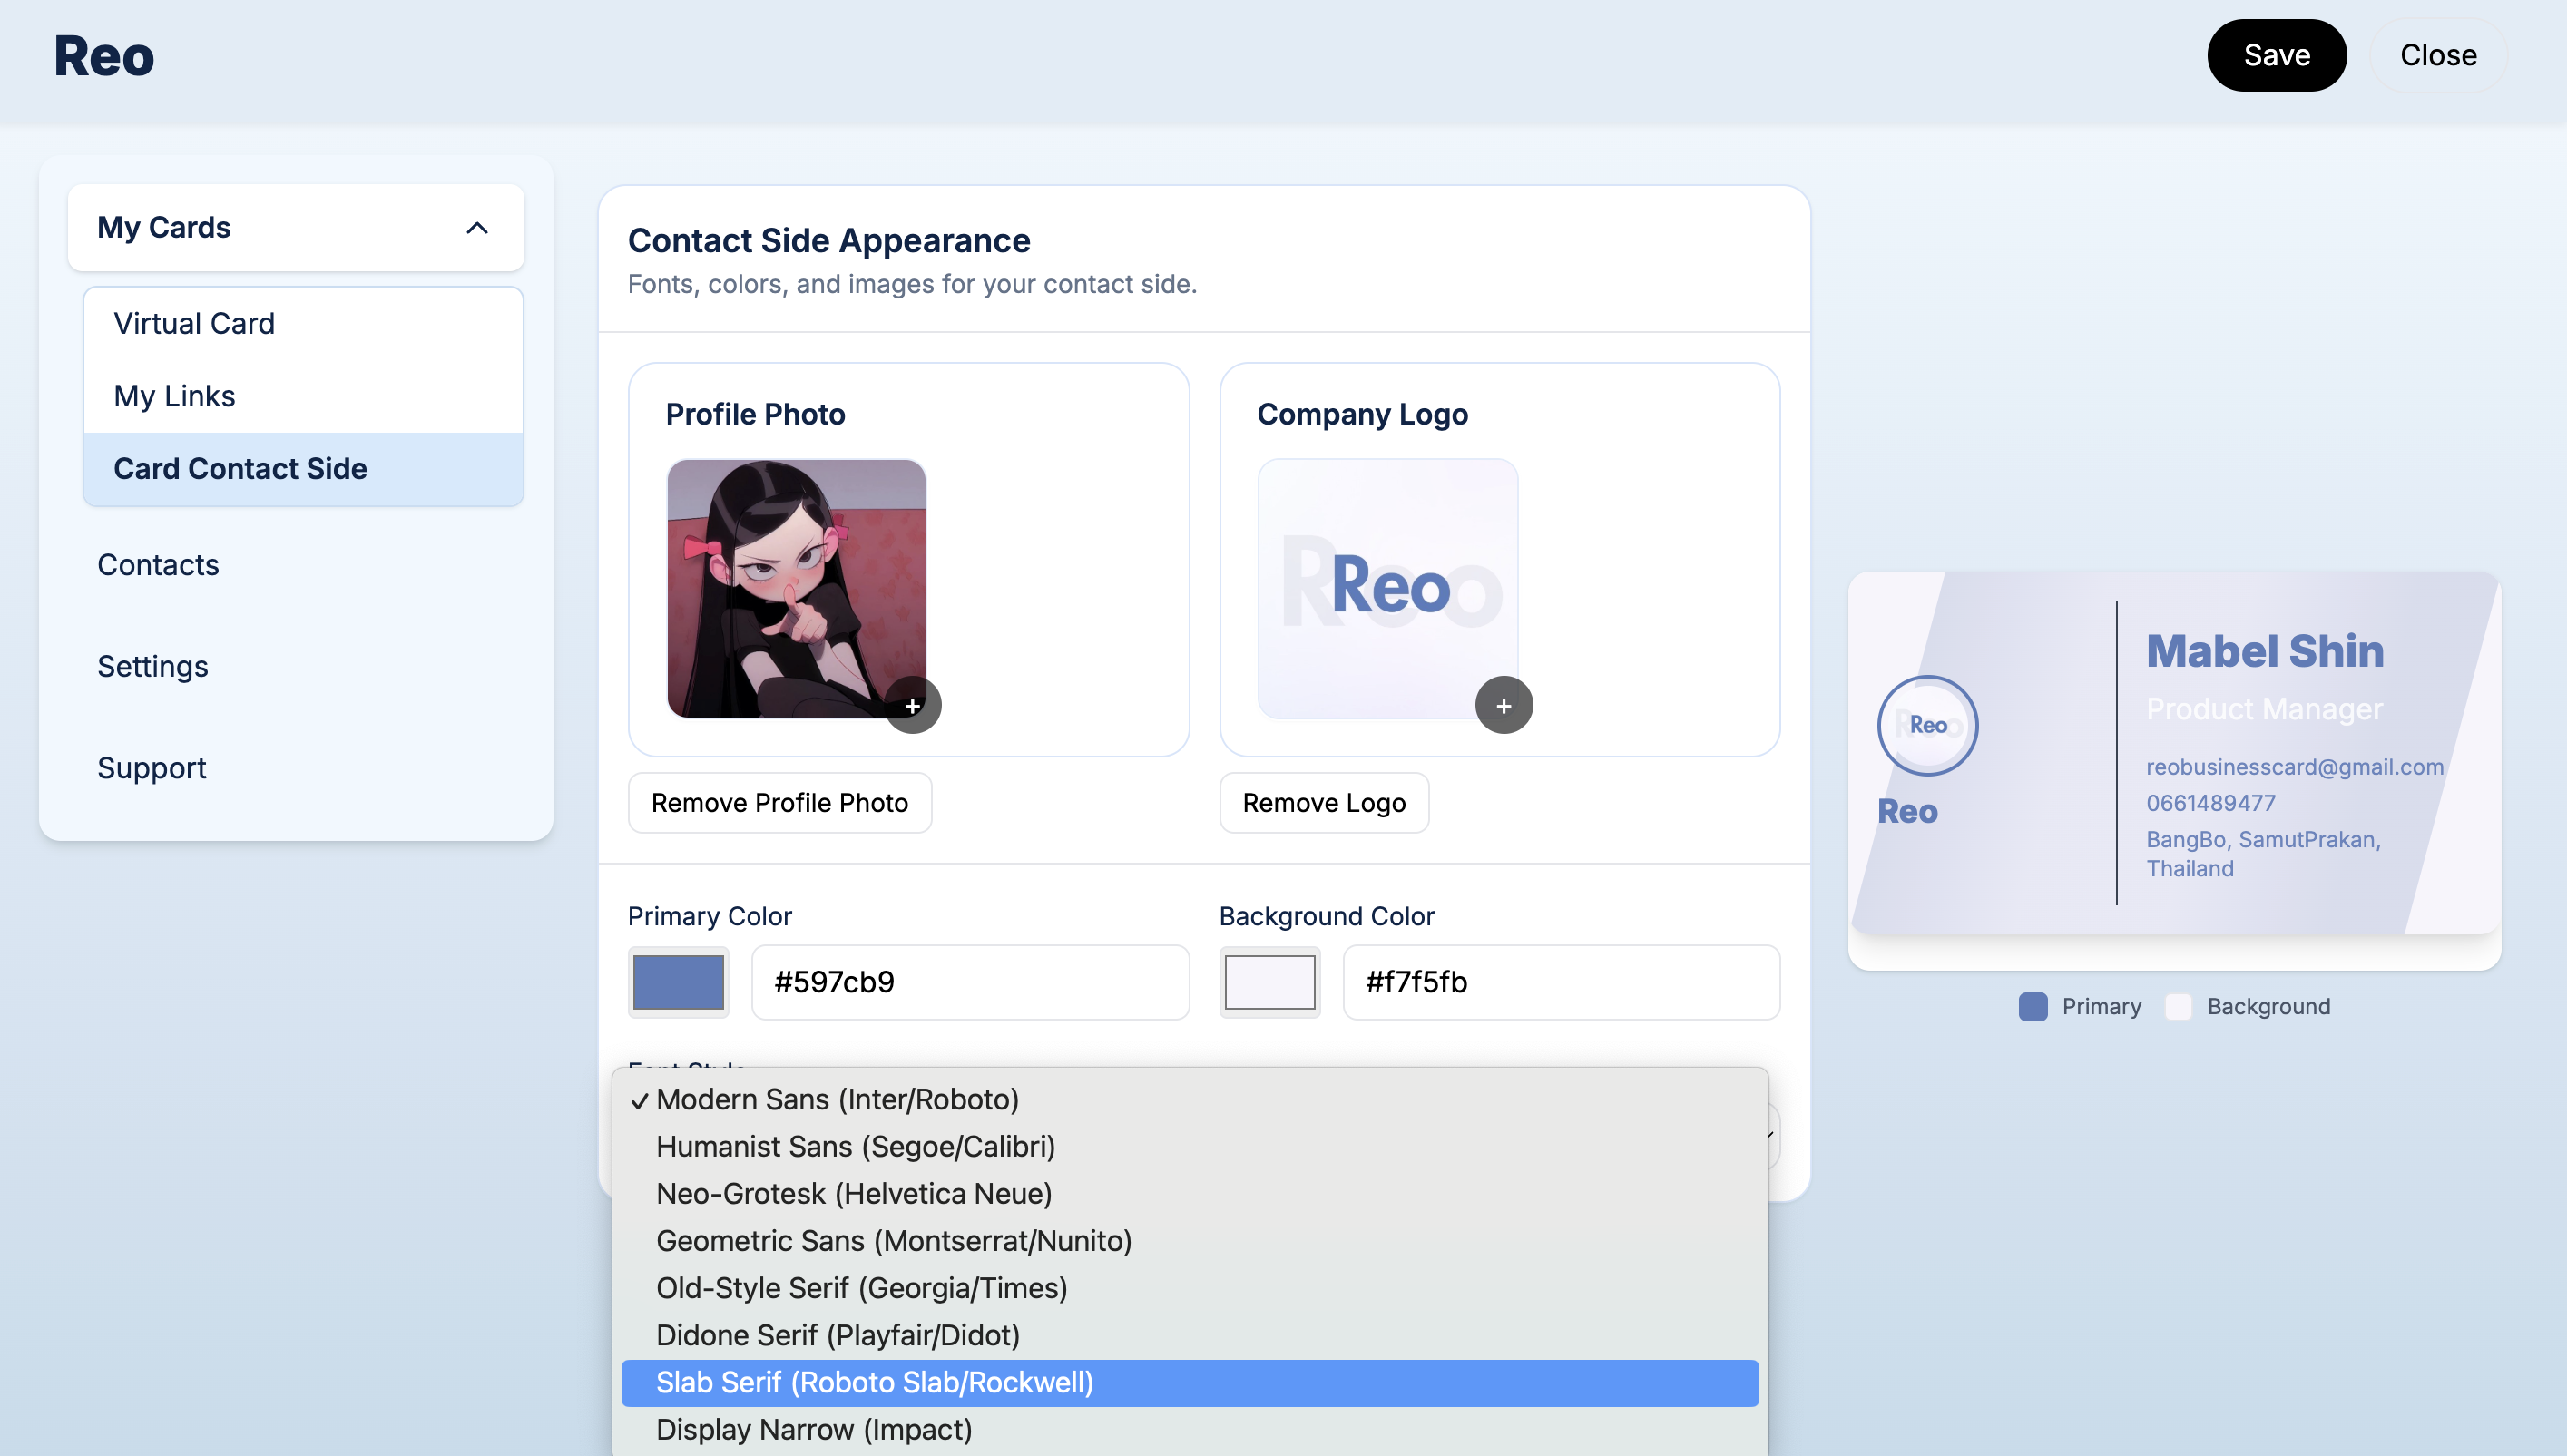 Reo
Save
Close
My Cards
Virtual Card
My Links
Card Contact Side
Contacts
Settings
Support
Contact Side Appearance
Fonts, colors, and images for your contact side.
Profile Photo
Company Logo
Reo
Reo
+
+
Remove Profile Photo
Remove Logo
Primary Color
Background Color
#597cb9
#f7f5fb
Font Style
✓ Modern Sans (Inter/Roboto)
Humanist Sans (Segoe/Calibri)
Neo-Grotesk (Helvetica Neue)
Geometric Sans (Montserrat/Nunito)
Old-Style Serif (Georgia/Times)
Didone Serif (Playfair/Didot)
Slab Serif (Roboto Slab/Rockwell)
Display Narrow (Impact)
Reo
Reo
Reo
Mabel Shin
Product Manager
reobusinesscard@gmail.com
0661489477
BangBo, SamutPrakan,
Thailand
Primary
Background